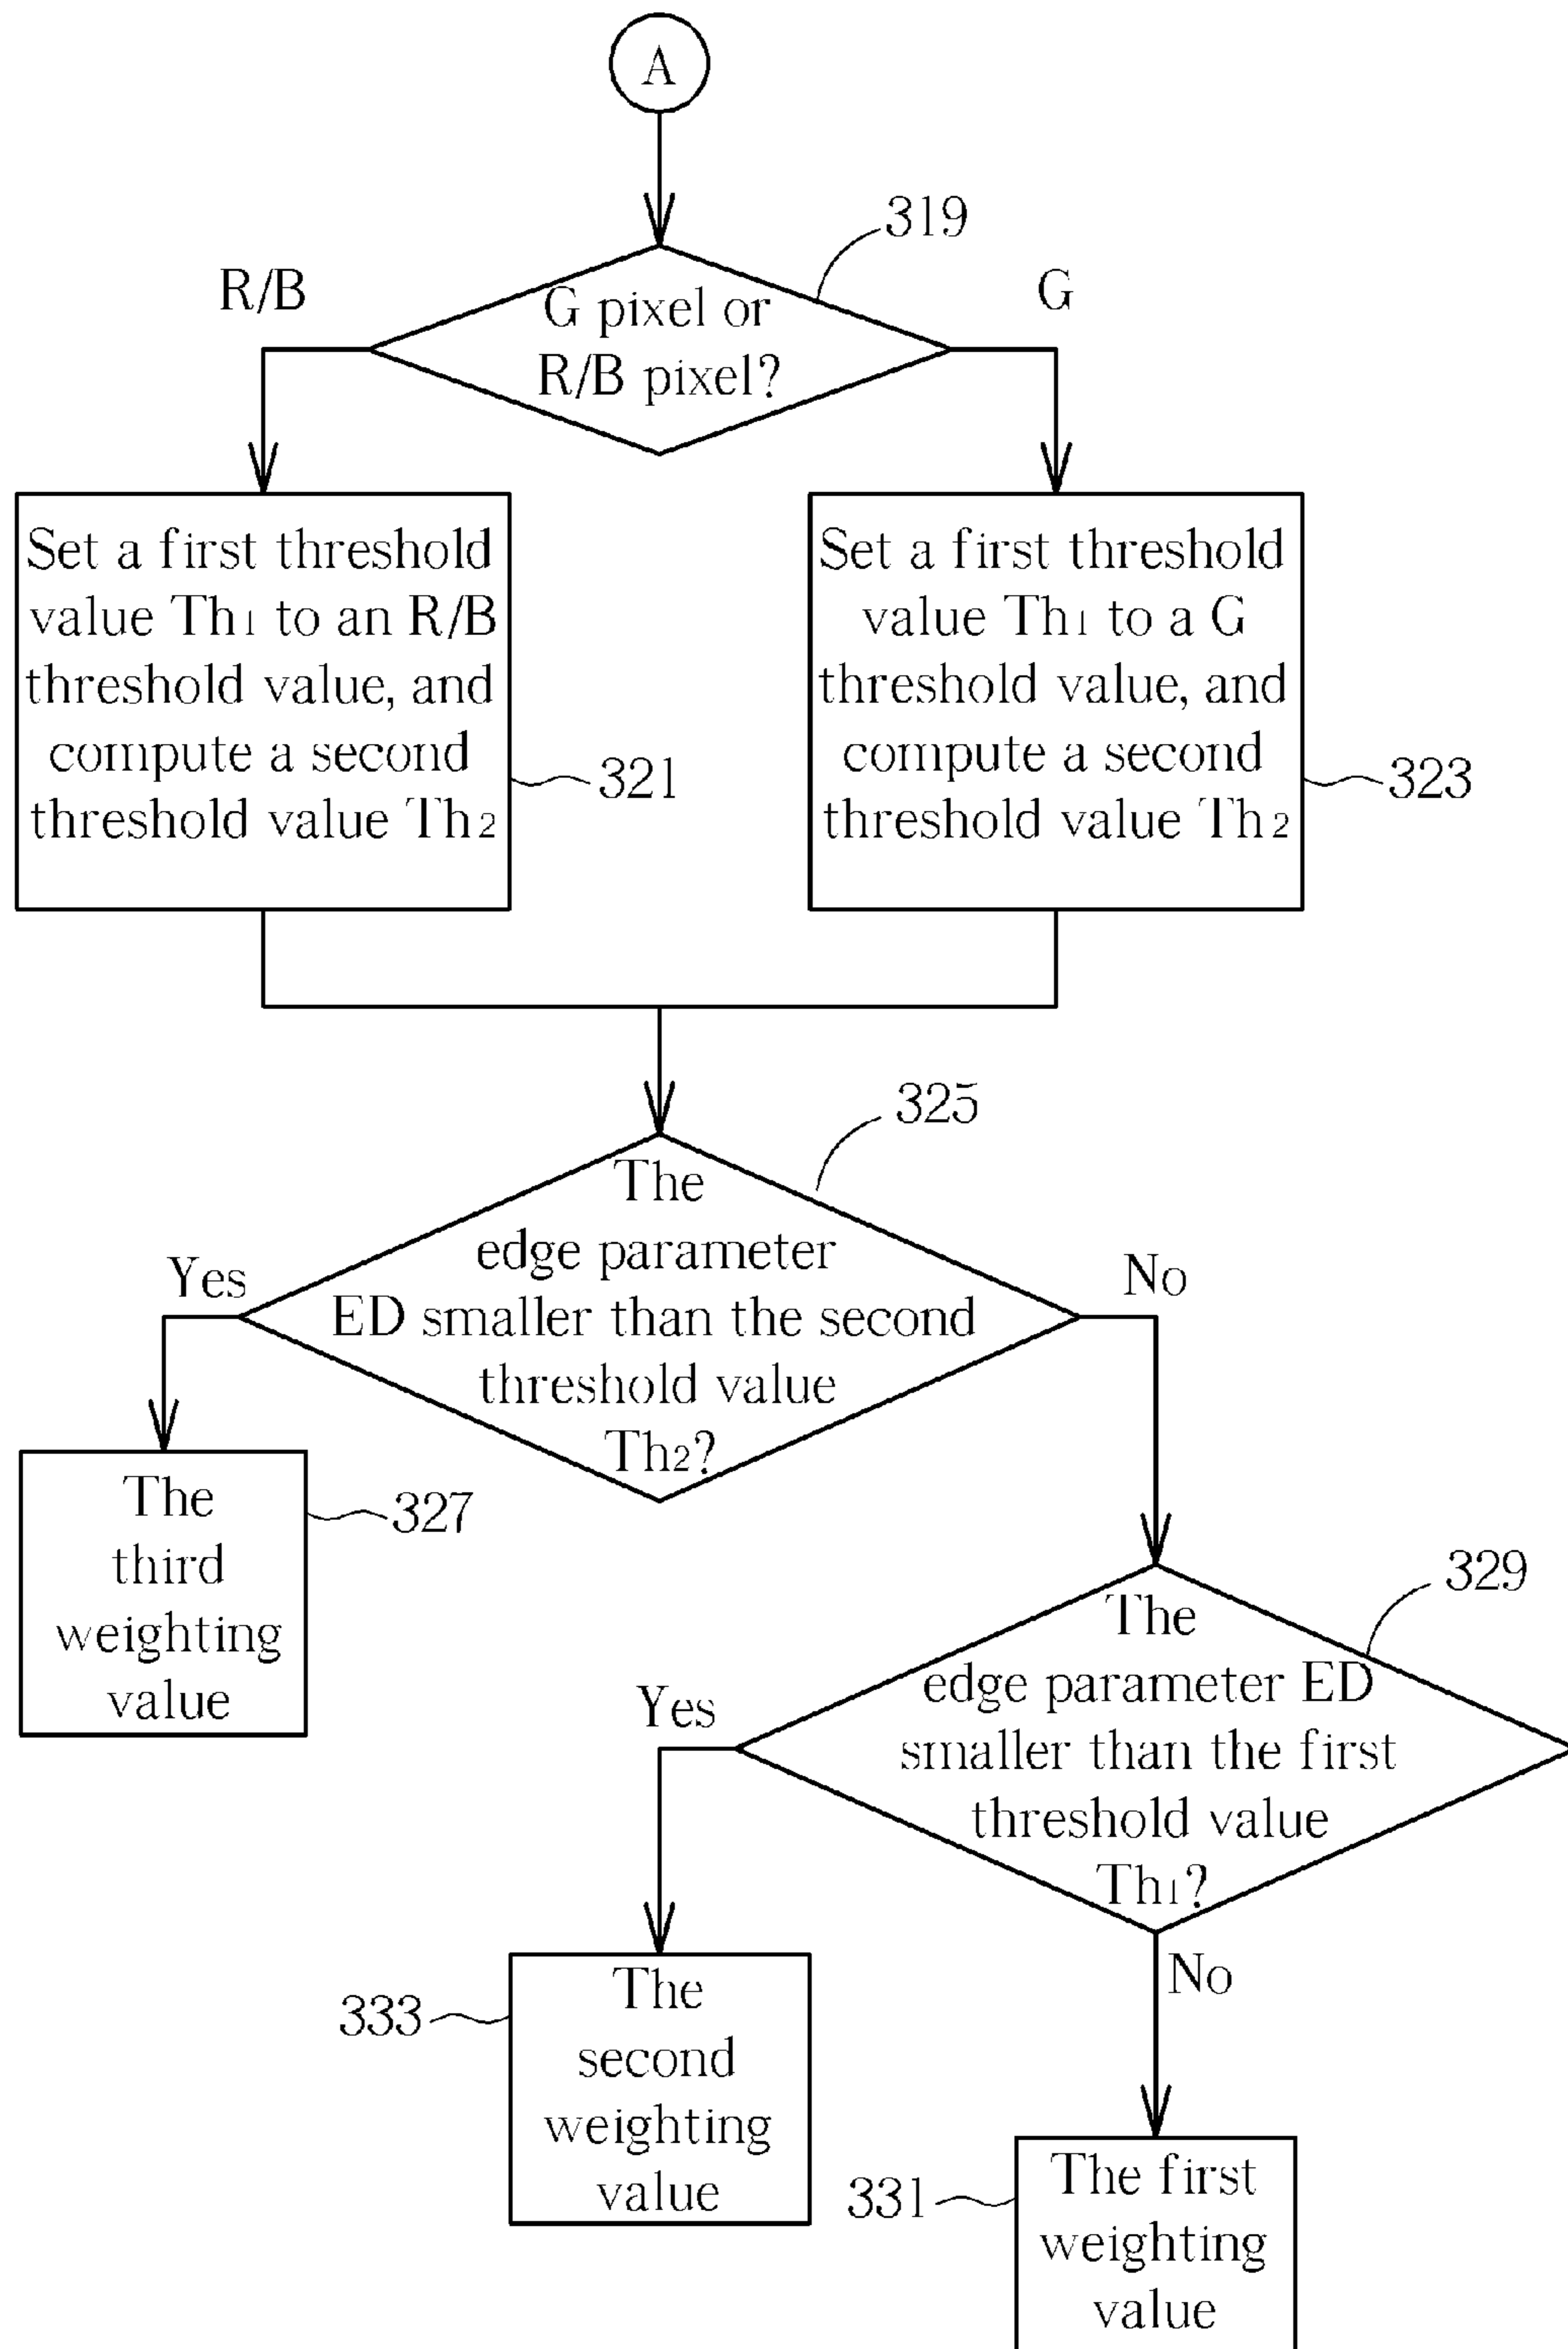 A
319
R/B
G
G pixel or
R/B pixel?
Set a first threshold
value Th1 to an R/B
threshold value, and
compute a second
threshold value Th2
321
Set a first threshold
value Th1 to a G
threshold value, and
compute a second
threshold value Th2
323
325
The
edge parameter
ED smaller than the second
threshold value
Th2?
Yes
No
The
third
weighting
value
327
329
The
edge parameter ED
smaller than the first
threshold value
Th1?
Yes
No
333
The
second
weighting
value
331
The first
weighting
value